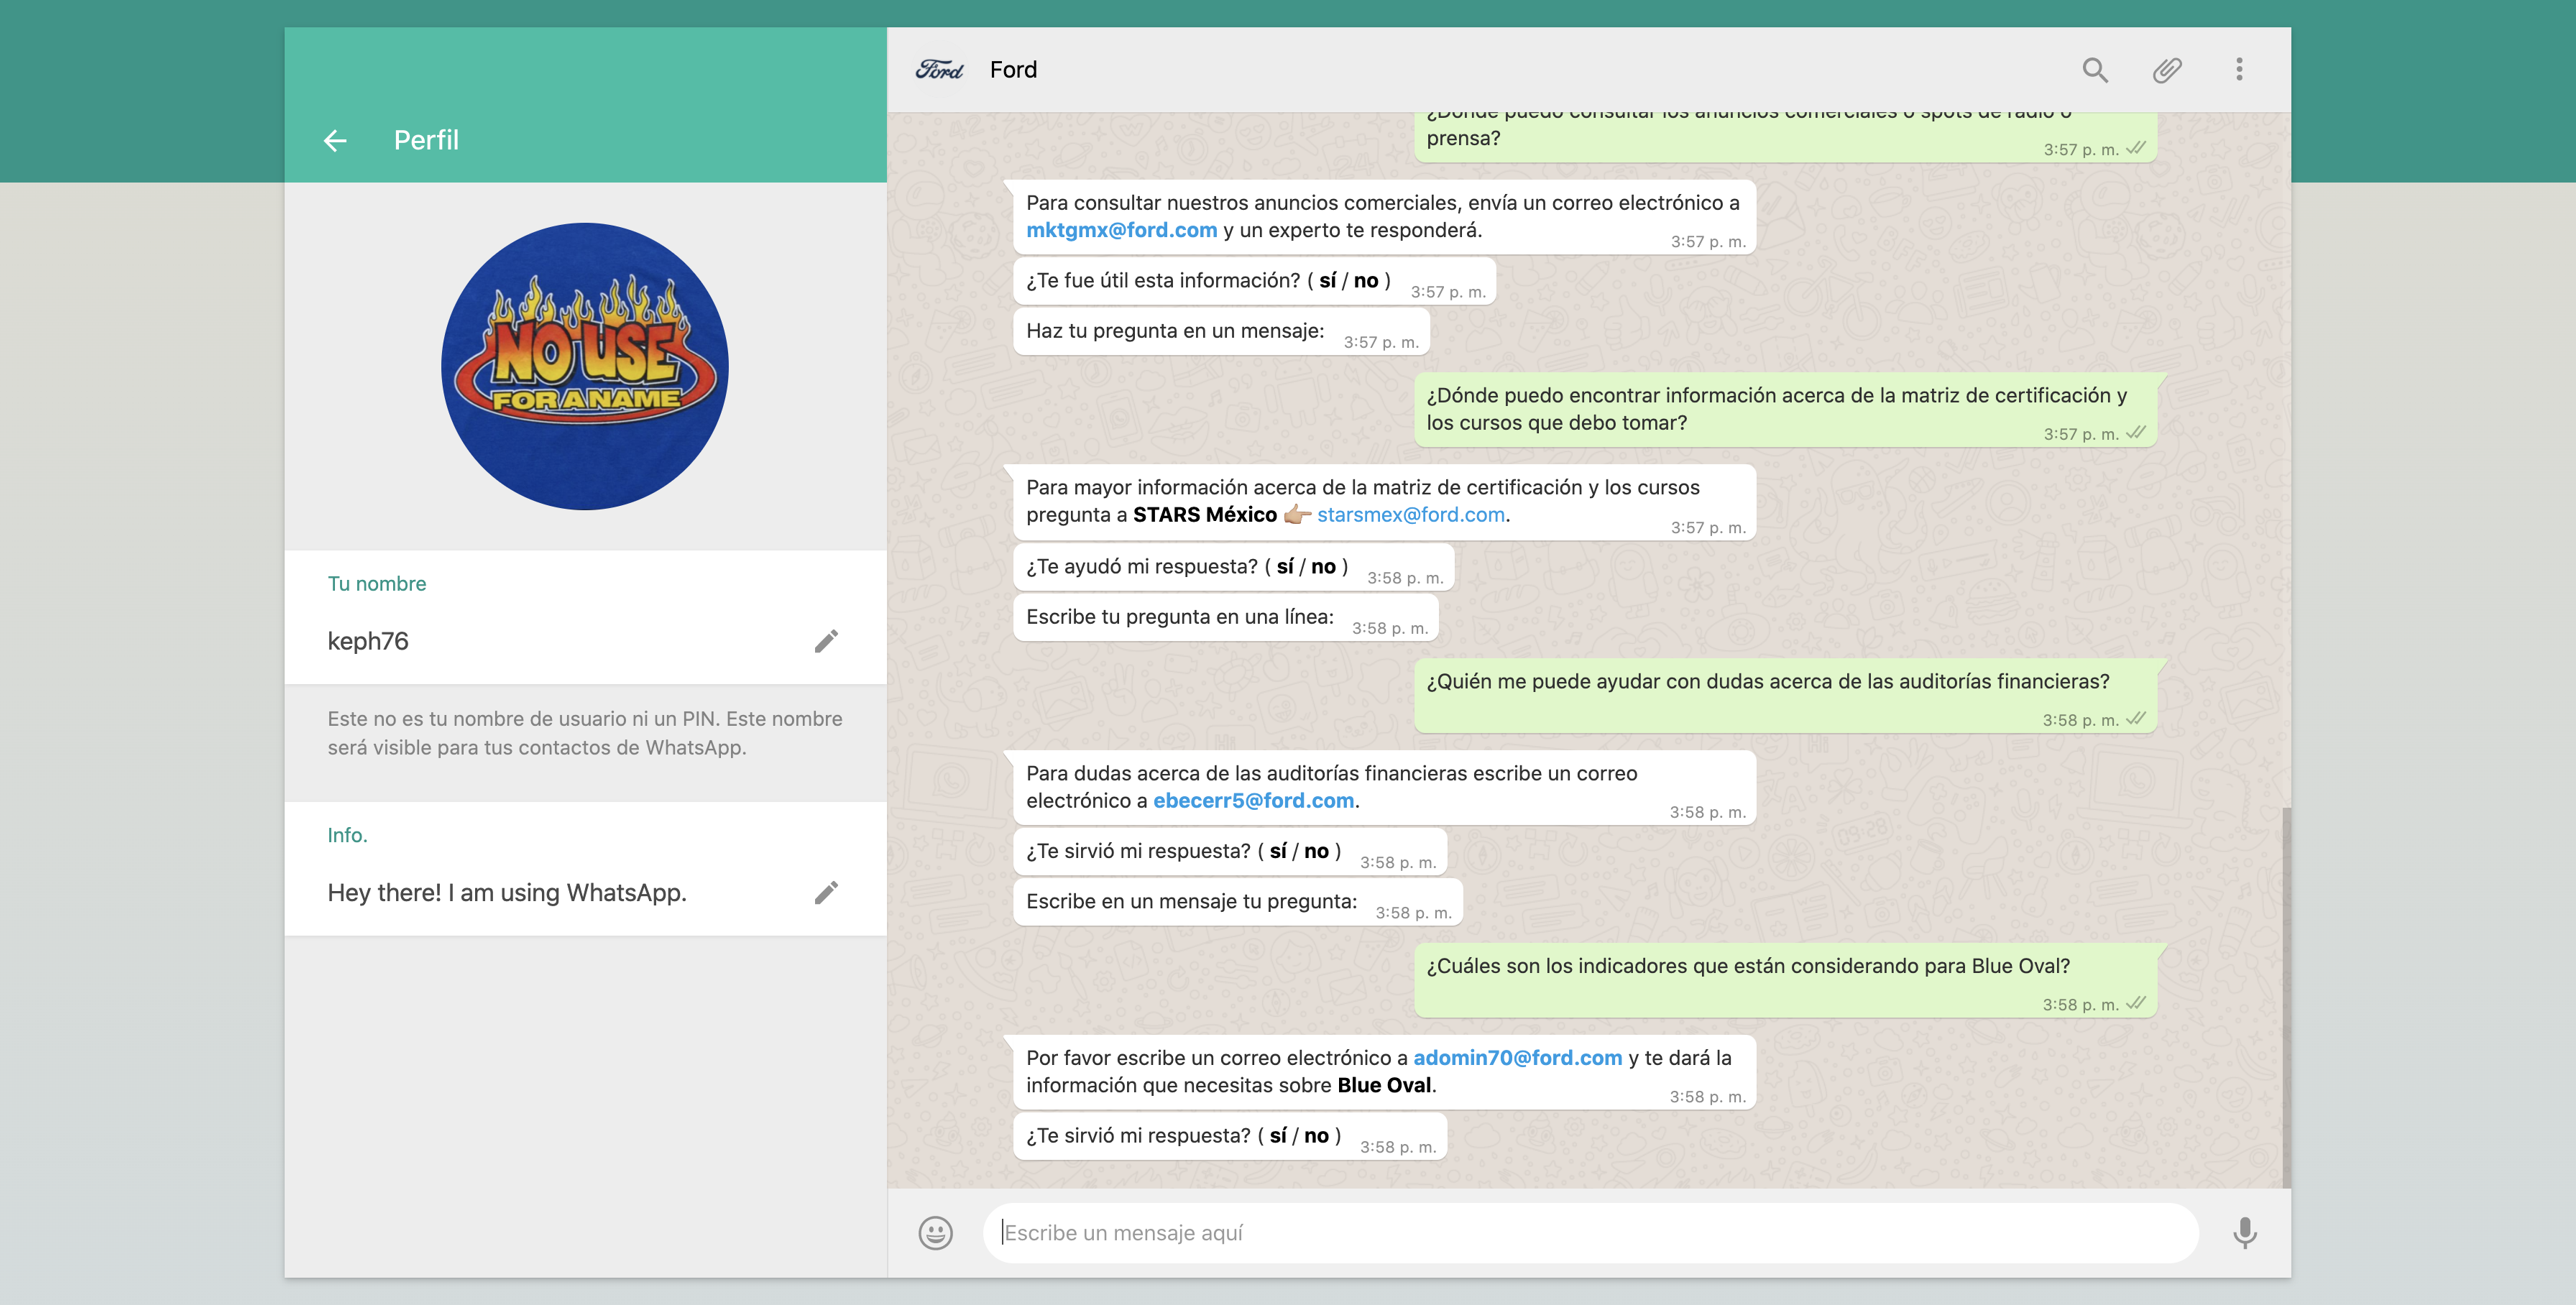 Perfil
NO USE
FOR A NAME
Tu nombre
keph76
Este no es tu nombre de usuario ni un PIN. Este nombre
será visible para tus contactos de WhatsApp.
Info.
Hey there! I am using WhatsApp.
Ford
Ford
¿Dónde puedo consultar los anuncios comerciales o spots de radio o
prensa?
3:57 p. m.
Para consultar nuestros anuncios comerciales, envía un correo electrónico a
mktgmx@ford.com y un experto te responderá.
3:57 p. m.
¿Te fue útil esta información? ( sí / no )
3:57 p. m.
Haz tu pregunta en un mensaje:
3:57 p. m.
¿Dónde puedo encontrar información acerca de la matriz de certificación y
los cursos que debo tomar?
3:57 p. m.
Para mayor información acerca de la matriz de certificación y los cursos
pregunta a STARS México 👉🏼 starsmex@ford.com.
3:57 p. m.
¿Te ayudó mi respuesta? ( sí / no )
3:58 p. m.
Escribe tu pregunta en una línea:
3:58 p. m.
¿Quién me puede ayudar con dudas acerca de las auditorías financieras?
3:58 p. m.
Para dudas acerca de las auditorías financieras escribe un correo
electrónico a ebecerr5@ford.com.
3:58 p. m.
¿Te sirvió mi respuesta? ( sí / no )
3:58 p. m.
Escribe en un mensaje tu pregunta:
3:58 p. m.
¿Cuáles son los indicadores que están considerando para Blue Oval?
3:58 p. m.
Por favor escribe un correo electrónico a adomin70@ford.com y te dará la
información que necesitas sobre Blue Oval.
3:58 p. m.
¿Te sirvió mi respuesta? ( sí / no )
3:58 p. m.
Escribe un mensaje aquí